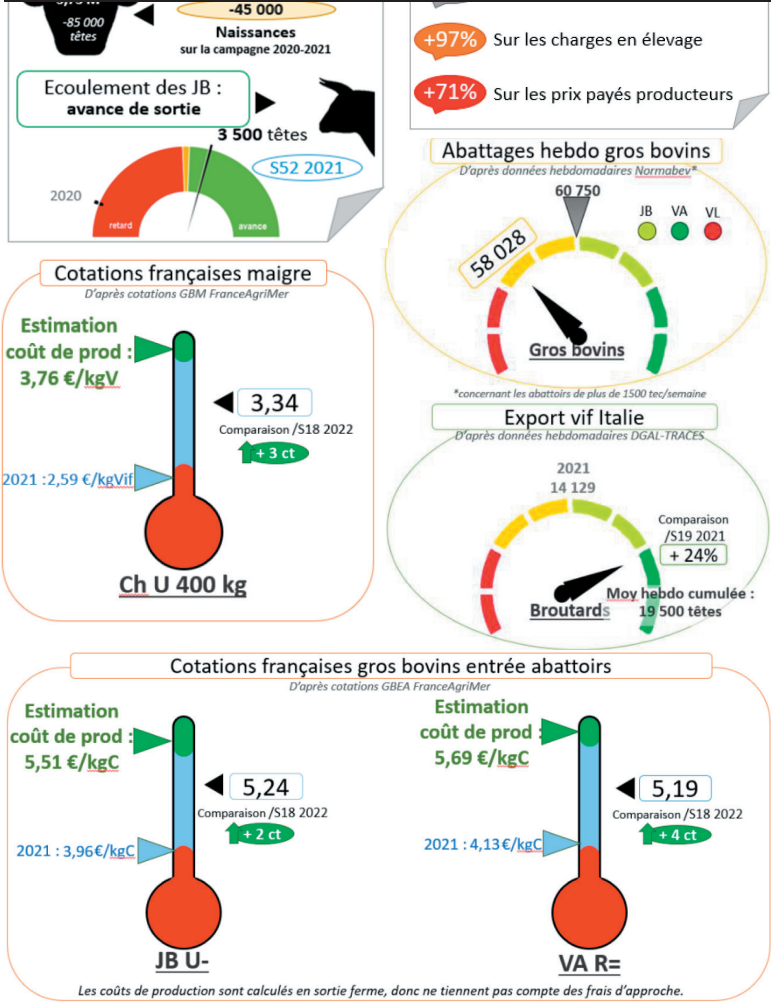 -85 000
têtes
-45 000
Naissances
sur la campagne 2020-2021
+97% Sur les charges en élevage
+71% Sur les prix payés producteurs
Ecoulement des JB :
avance de sortie
3 500 têtes
S52 2021
2020
retard
avance
Abattages hebdo gros bovins
D'après données hebdomadaires Normabev*
60 750
JB VA VL
58 028
Gros bovins
*concernant les abattoirs de plus de 1500 tec/semaine
Cotations françaises maigre
D'après cotations GBM FranceAgriMer
Estimation
coût de prod :
3,76 €/kgV
3,34
Comparaison /S18 2022
+ 3 ct
2021 :2,59 €/kgVif
Ch U 400 kg
Export vif Italie
D'après données hebdomadaires DGAL-TRACES
2021
14 129
Comparaison
/S19 2021
+ 24%
Broutards
Moy hebdo cumulée :
19 500 têtes
Cotations françaises gros bovins entrée abattoirs
D'après cotations GBEA FranceAgriMer
Estimation
coût de prod :
5,51 €/kgC
5,24
Comparaison /S18 2022
+ 2 ct
2021 : 3,96€/kgC
JB U-
Estimation
coût de prod :
5,69 €/kgC
5,19
Comparaison /S18 2022
+ 4 ct
2021 : 4,13€/kgC
VA R=
Les coûts de production sont calculés en sortie ferme, donc ne tiennent pas compte des frais d'approche.